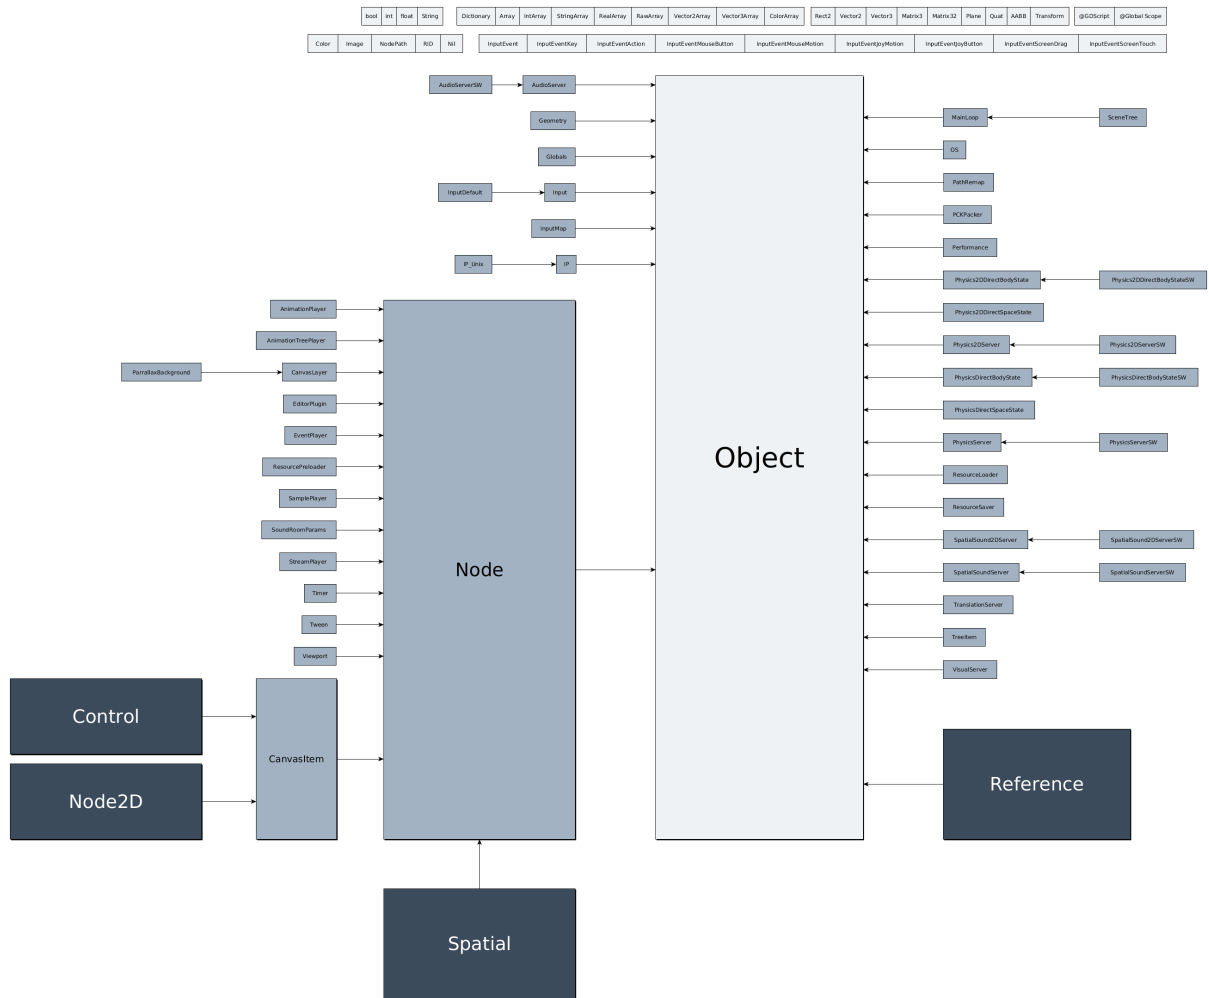 bool int float String Dictionary Array IntArray StringArray RealArray RawArray Vector2Array Vector3Array ColorArray Rect2 Vector2 Vector3 Matrix3 Matrix32 Plane Quat AABB Transform @GDScript @Global Scope
Color Image NodePath RID Nil InputEvent InputEventKey InputEventAction InputEventMouseButton InputEventMouseMotion InputEventJoyMotion InputEventJoyButton InputEventScreenDrag InputEventScreenTouch
AudioServerSW AudioServer
Geometry
Globals
InputDefault Input
InputMap
IP_Unix IP
AnimationPlayer
AnimationTreePlayer
ParrallaxBackground CanvasLayer
EditorPlugin
EventPlayer
ResourcePreloader
SamplePlayer
SoundRoomParams
StreamPlayer
Timer
Tween
Viewport
Control
Node2D
CanvasItem
Node
Spatial
Object
MainLoop SceneTree
OS
PathRemap
PCKPacker
Performance
Physics2DDirectBodyState Physics2DDirectBodyStateSW
Physics2DDirectSpaceState
Physics2DServer Physics2DServerSW
PhysicsDirectBodyState PhysicsDirectBodyStateSW
PhysicsDirectSpaceState
PhysicsServer PhysicsServerSW
ResourceLoader
ResourceSaver
SpatialSound2DServer SpatialSound2DServerSW
SpatialSoundServer SpatialSoundServerSW
TranslationServer
TreeItem
VisualServer
Reference